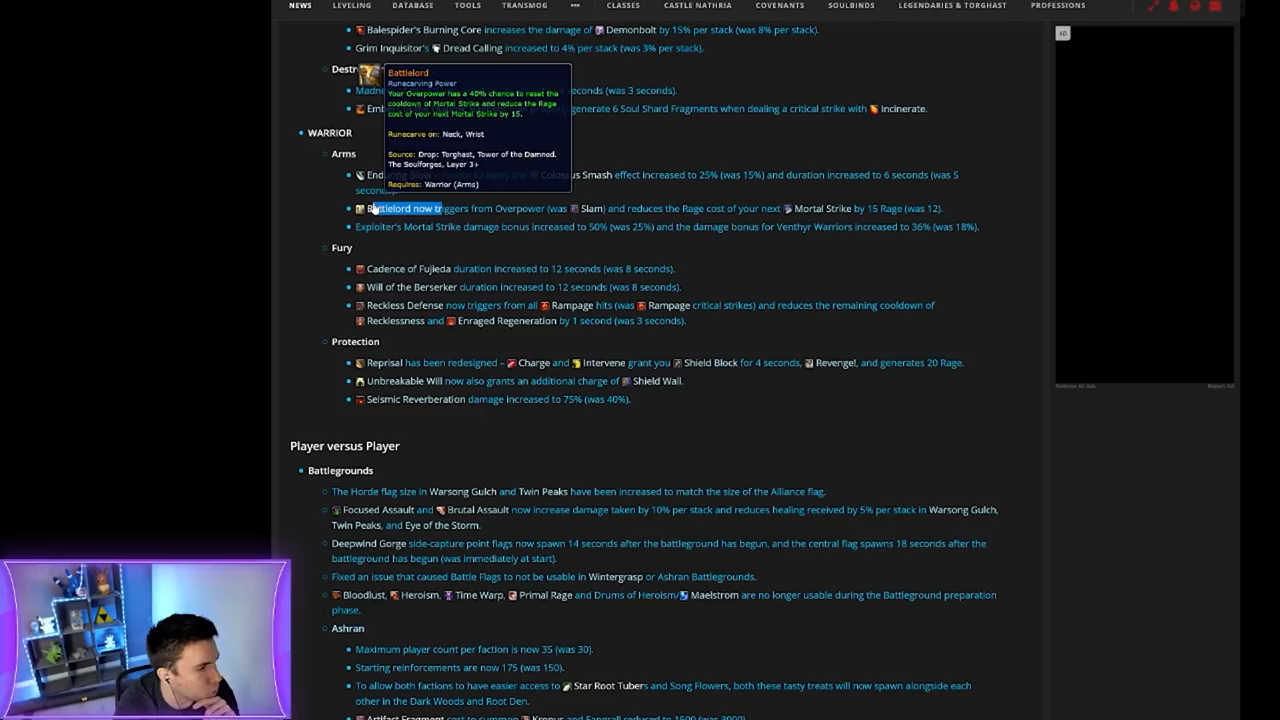 NEWS LEVELING DATABASE TOOLS TRANSMOG ••• CLASSES CASTLE NATHRIA COVENANTS SOULBINDS LEGENDARIES & TORGHAST PROFESSIONS
Balespider's Burning Core increases the damage of Demonbolt by 15% per stack (was 8% per stack).
Grim Inquisitor's Dread Calling increased to 4% per stack (was 3% per stack).
AD
Battlelord
Runecarving Power
Your Overpower has a 40% chance to reset the
cooldown of Mortal Strike and reduce the Rage
cost of your next Mortal Strike by 15.
Runecarve on: Neck, Wrist
Source: Drop: Torghast, Tower of the Damned.
The Soulforges, Layer 3+
Requires: Warrior (Arms)
(was 3 seconds).
generate 6 Soul Shard Fragments when dealing a critical strike with Incinerate.
WARRIOR
Arms
Smash effect increased to 25% (was 15%) and duration increased to 6 seconds (was 5
Battlelord now triggers from Overpower (was Slam) and reduces the Rage cost of your next Mortal Strike by 15 Rage (was 12).
Exploiter's Mortal Strike damage bonus increased to 50% (was 25%) and the damage bonus for Venthyr Warriors increased to 36% (was 18%).
Fury
Cadence of Fujieda duration increased to 12 seconds (was 8 seconds).
Will of the Berserker duration increased to 12 seconds (was 8 seconds).
Reckless Defense now triggers from all Rampage hits (was Rampage critical strikes) and reduces the remaining cooldown of
Recklessness and Enraged Regeneration by 1 second (was 3 seconds).
Protection
Reprisal has been redesigned – Charge and Intervene grant you Shield Block for 4 seconds, Revenge!, and generates 20 Rage.
Unbreakable Will now also grants an additional charge of Shield Wall.
Seismic Reverberation damage increased to 75% (was 40%).
Player versus Player
Battlegrounds
The Horde flag size in Warsong Gulch and Twin Peaks have been increased to match the size of the Alliance flag.
Focused Assault and Brutal Assault now increase damage taken by 10% per stack and reduces healing received by 5% per stack in Warsong Gulch,
Twin Peaks, and Eye of the Storm.
Deepwind Gorge side-capture point flags now spawn 14 seconds after the battleground has begun, and the central flag spawns 18 seconds after the
battleground has begun (was immediately at start).
Fixed an issue that caused Battle Flags to not be usable in Wintergrasp or Ashran Battlegrounds.
Bloodlust, Heroism, Time Warp, Primal Rage and Drums of Heroism/ Maelstrom are no longer usable during the Battleground preparation
phase.
Ashran
Maximum player count per faction is now 35 (was 30).
Starting reinforcements are now 175 (was 150).
To allow both factions to have easier access to Star Root Tubers and Song Flowers, both these tasty treats will now spawn alongside each
other in the Dark Woods and Root Den.